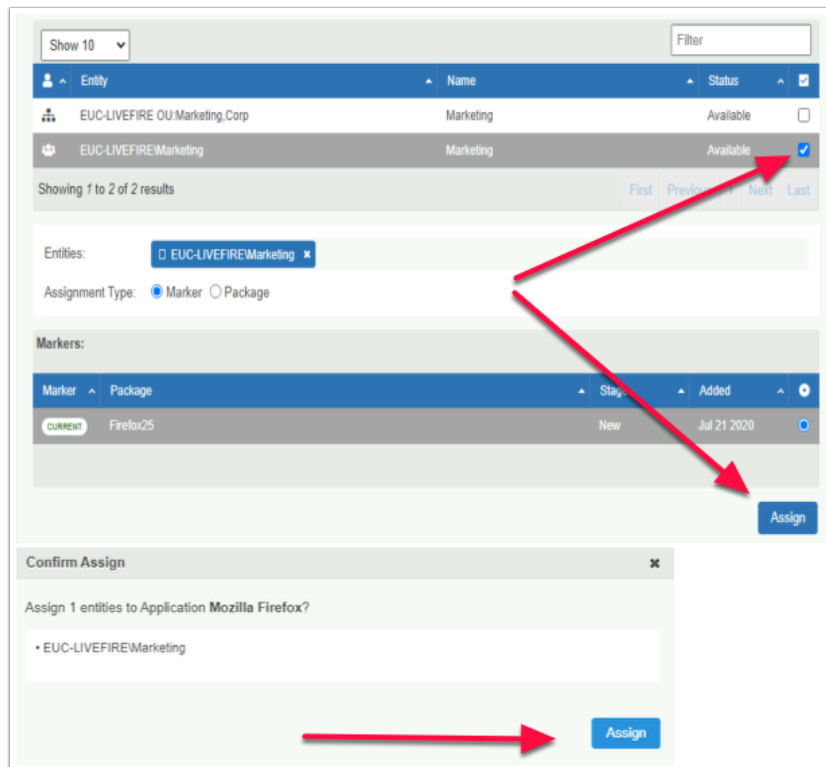 Show 10
Filter
Entity Name Status
EUC-LIVEFIRE OU:Marketing,Corp Marketing Available
EUC-LIVEFIRE\Marketing Marketing Available
Showing 1 to 2 of 2 results First Previous 1 Next Last
Entities: EUC-LIVEFIRE\Marketing ×
Assignment Type: Marker Package
Markers:
Marker Package Stage Added
CURRENT Firefox25 New Jul 21 2020
Assign
Confirm Assign ×
Assign 1 entities to Application Mozilla Firefox?
• EUC-LIVEFIRE\Marketing
Assign